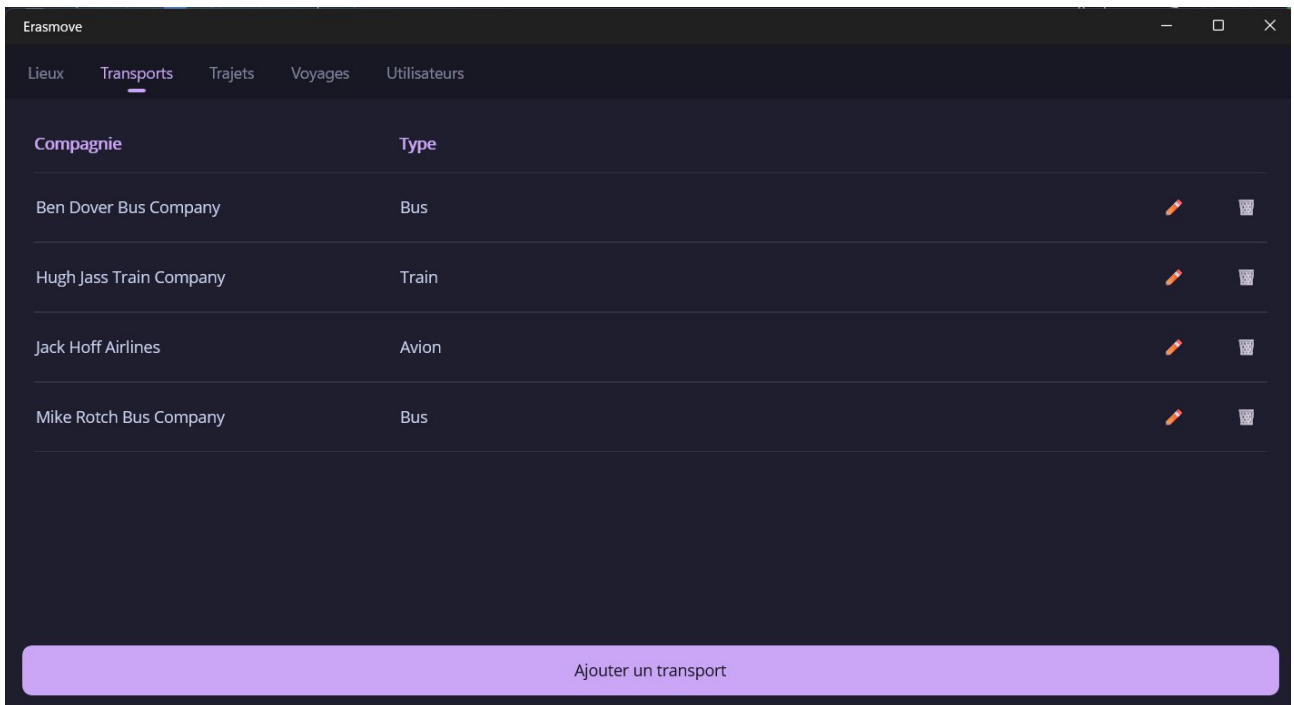 Erasmove
Lieux Transports Trajets Voyages Utilisateurs
Compagnie Type
Ben Dover Bus Company Bus
Hugh Jass Train Company Train
Jack Hoff Airlines Avion
Mike Rotch Bus Company Bus
Ajouter un transport